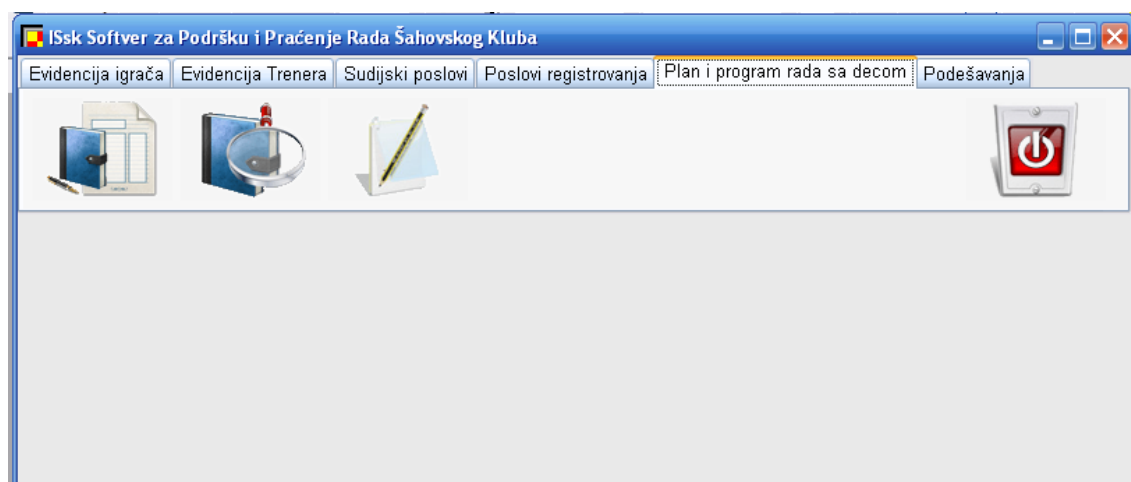 ISsk Softver za Podršku i Praćenje Rada Šahovskog Kluba
Evidencija igrača Evidencija Trenera Sudijski poslovi Poslovi registrovanja Plan i program rada sa decom Podešavanja